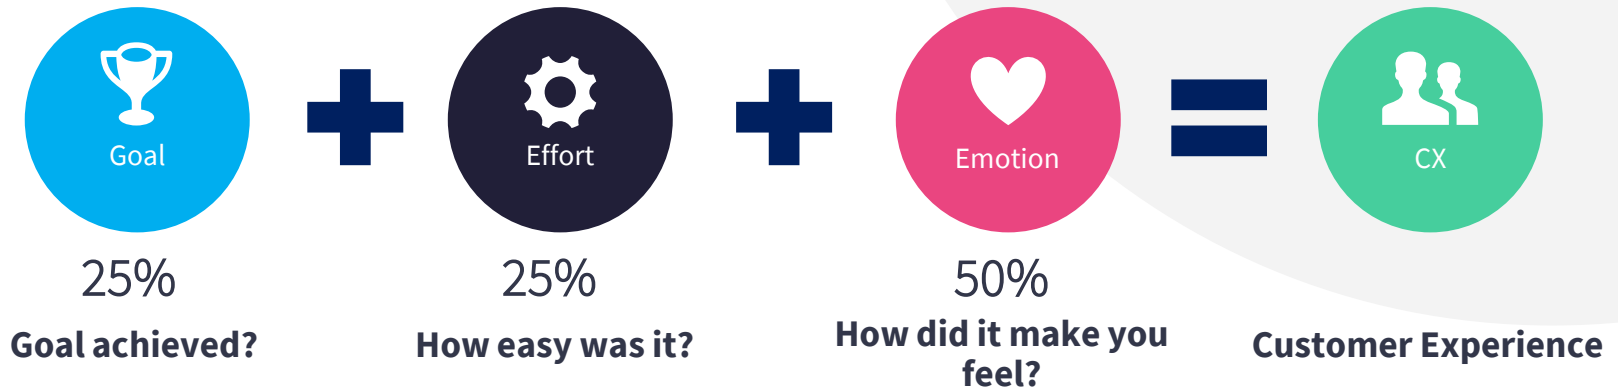 Goal
Effort
Emotion
CX
25%
25%
50%
Goal achieved?
How easy was it?
How did it make you
feel?
Customer Experience